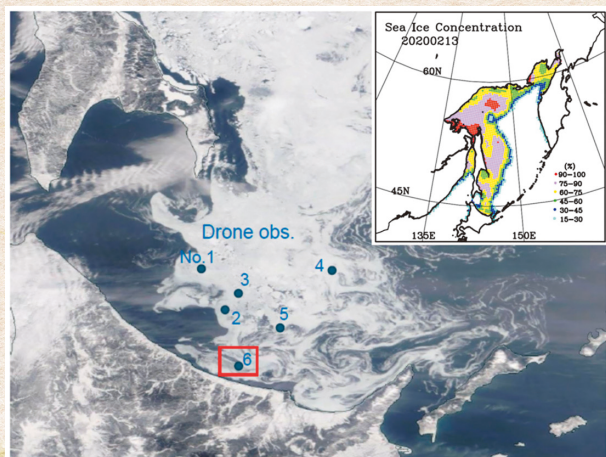 Sea Ice Concentration
20200213
60N
45N
135E
150E
(%)
90-100
75-90
60-75
45-60
30-45
15-30
Drone obs.
No.1
4
3
2
5
6